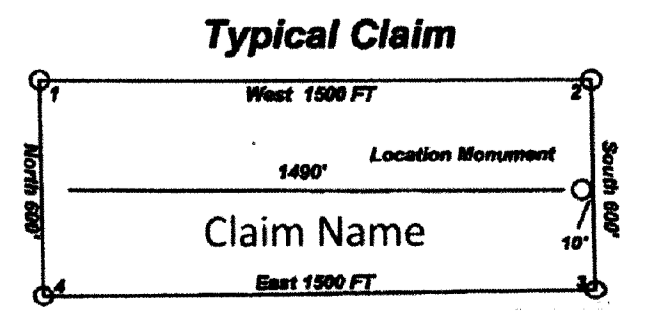 Typical Claim
1
West 1500 FT
2
North 600'
1490'
Location Monument
South 600'
Claim Name
10'
4
East 1500 FT
3